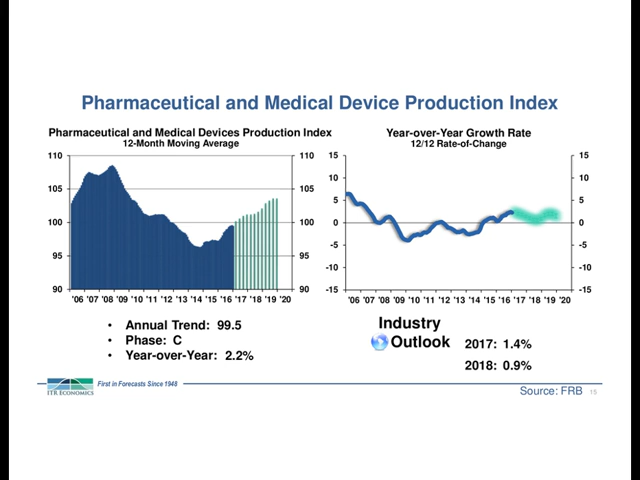 Pharmaceutical and Medical Device Production Index
Pharmaceutical and Medical Devices Production Index
12-Month Moving Average
110
105
100
95
90
110
105
100
95
90
'06 '07 '08 '09 '10 '11 '12 '13 '14 '15 '16 '17 '18 '19 '20
Year-over-Year Growth Rate
12/12 Rate-of-Change
15
10
5
0
-5
-10
-15
15
10
5
0
-5
-10
-15
'06 '07 '08 '09 '10 '11 '12 '13 '14 '15 '16 '17 '18 '19 '20
• Annual Trend: 99.5
• Phase: C
• Year-over-Year: 2.2%
Industry
Outlook
2017: 1.4%
2018: 0.9%
ITR ECONOMICS
First in Forecasts Since 1948
Source: FRB
15